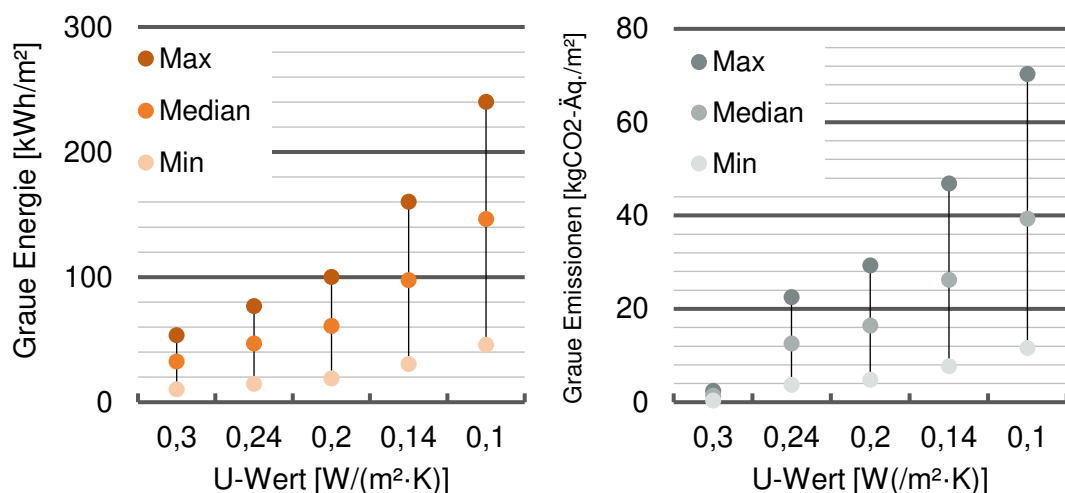 Graue Energie [kWh/m²]
300
200
100
0
Max
Median
Min
0,3 0,24 0,2 0,14 0,1
U-Wert [W/(m²·K)]
Graue Emissionen [kgCO2-Äq./m²]
80
60
40
20
0
Max
Median
Min
0,3 0,24 0,2 0,14 0,1
U-Wert [W(/m²·K)]